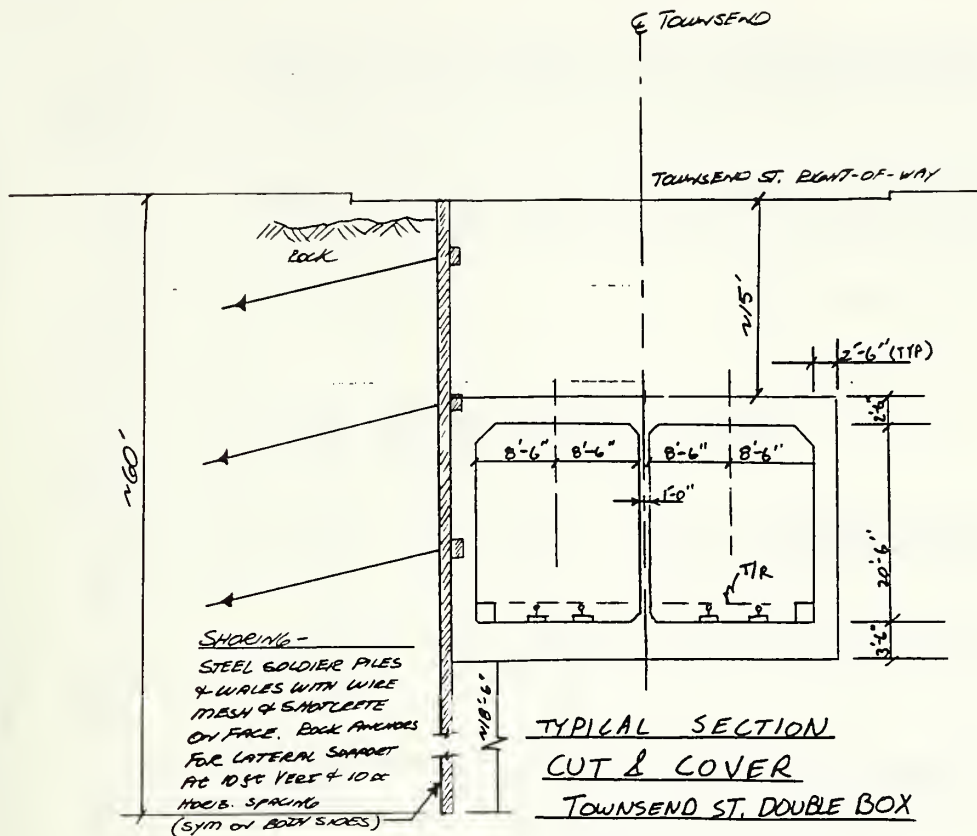 ℄ TOWNSEND
TOWNSEND ST. RIGHT-OF-WAY
ROCK
~15'
2'-6" (TYP)
2'-6"
8'-6" 8'-6" 8'-6" 8'-6"
1'-0"
~60'
20'-6"
T/R
3'-6"
SHORING -
STEEL SOLDIER PILES
& WALES WITH WIRE
MESH & SHOTCRETE
ON FACE. ROCK ANCHORS
FOR LATERAL SUPPORT
AT 10 FT VERT & 10 FT
HORIZ. SPACING
(SYM ON BOTH SIDES)
TYPICAL SECTION
CUT & COVER
TOWNSEND ST. DOUBLE BOX